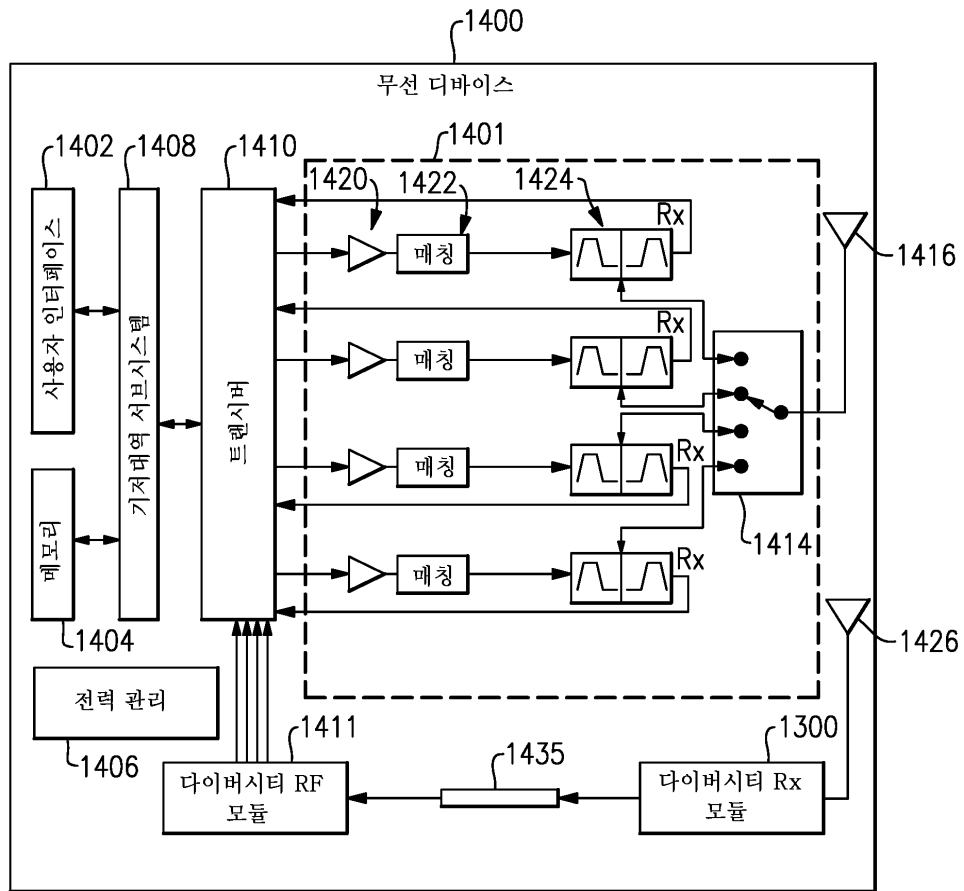 1400
무선 디바이스
1402
1408
1410
1401
1420
1422
1424
Rx
매칭
1416
Rx
매칭
사용자 인터페이스
기저대역 서브시스템
트랜시버
매칭
Rx
1414
메모리
매칭
Rx
1404
1426
전력 관리
1406
1411
1435
1300
다이버시티 RF
모듈
다이버시티 Rx
모듈